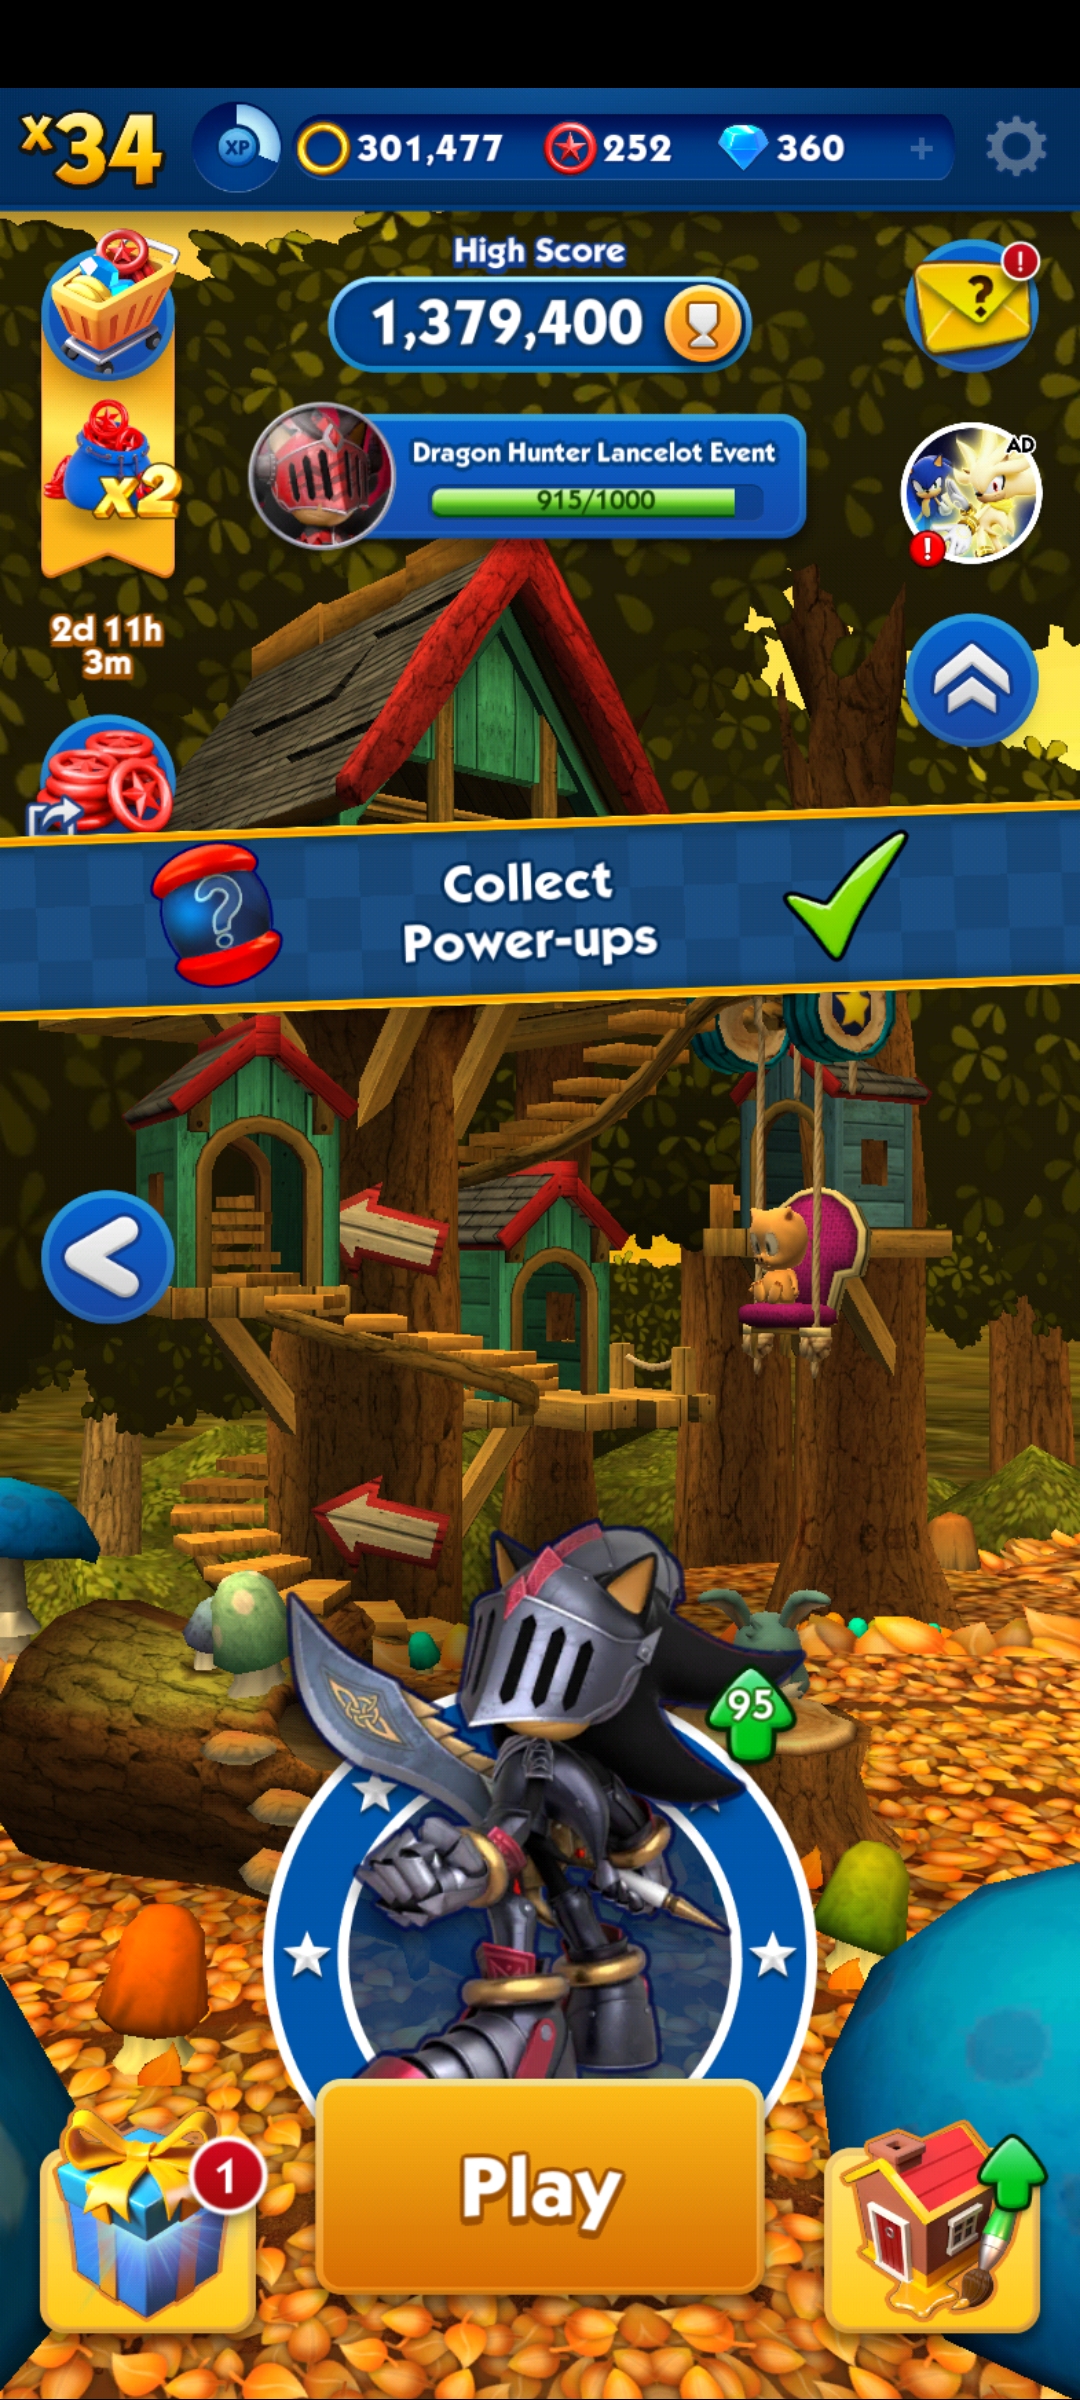 x34
XP
301,477
252
360
+
High Score
1,379,400
!
?
Dragon Hunter Lancelot Event
915/1000
AD
!
x2
2d 11h
3m
?
Collect
Power-ups
95
Play
1